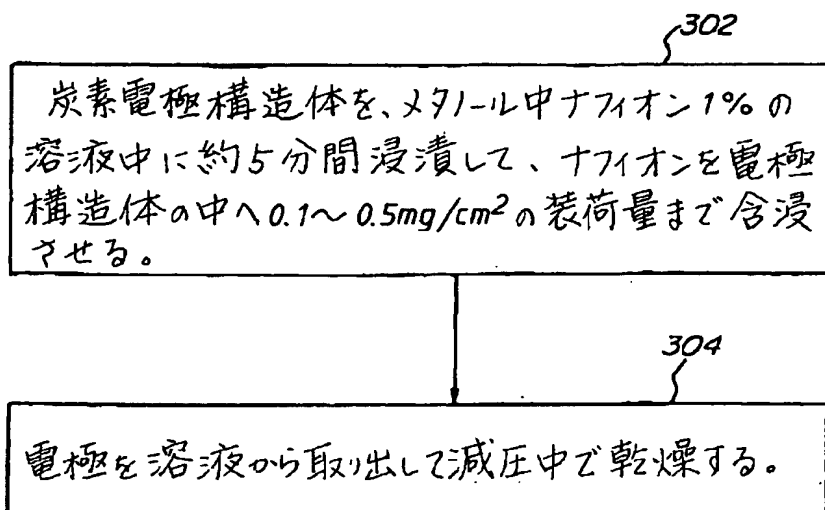 302
炭素電極構造体を、メタノール中ナフィオン1%の
溶液中に約5分間浸漬して、ナフィオンを電極
構造体の中へ0.1～0.5mg/cm²の装荷量まで含浸
させる。
304
電極を溶液から取り出して減圧中で乾燥する。